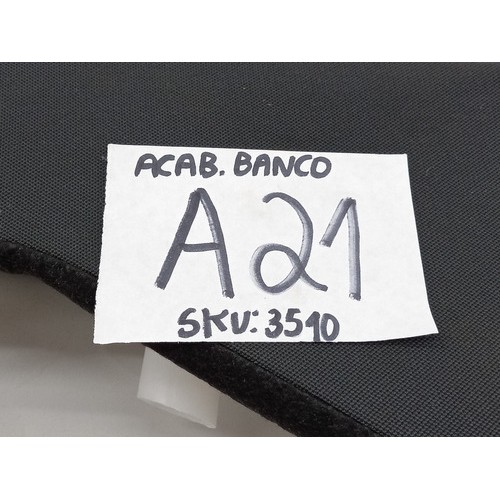 ACAB. BANCO
A21
SKU: 3510